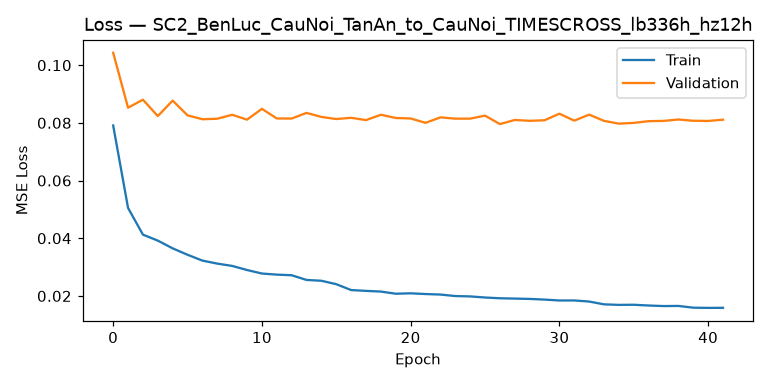 Loss — SC2_BenLuc_CauNoi_TanAn_to_CauNoi_TIMESCROSS_lb336h_hz12h
Train
Validation
MSE Loss
0.10
0.08
0.06
0.04
0.02
0 10 20 30 40
Epoch